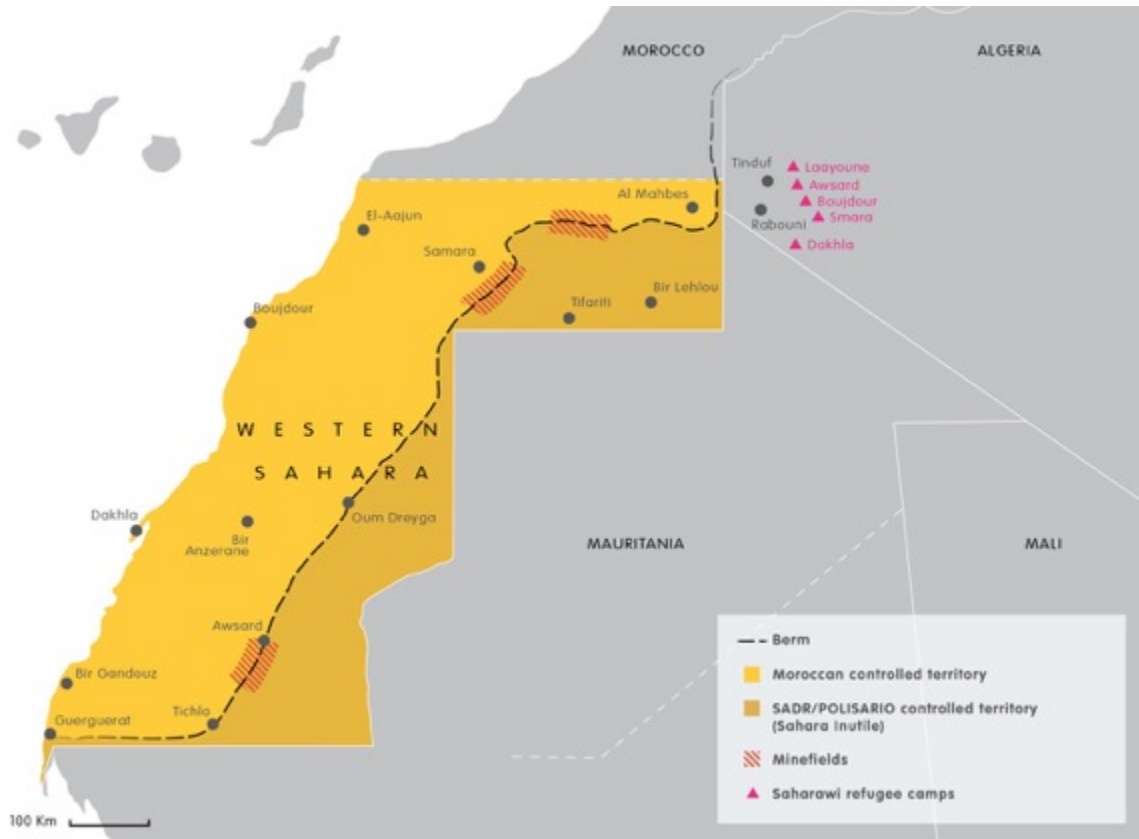 MOROCCO
ALGERIA
Tinduf
Laayoune
Awsard
Boujdour
Smara
Rabouni
Dakhla
Al Mahbes
El-Aajun
Samara
Bir Lehlou
Tifariti
Boujdour
WESTERN
SAHARA
Dakhla
Bir
Anzerane
Oum Dreyga
MAURITANIA
MALI
Awsard
Bir Gandouz
Tichla
Guerguerat
100 Km
Berm
Moroccan controlled territory
SADR/POLISARIO controlled territory
(Sahara Inutile)
Minefields
Saharawi refugee camps